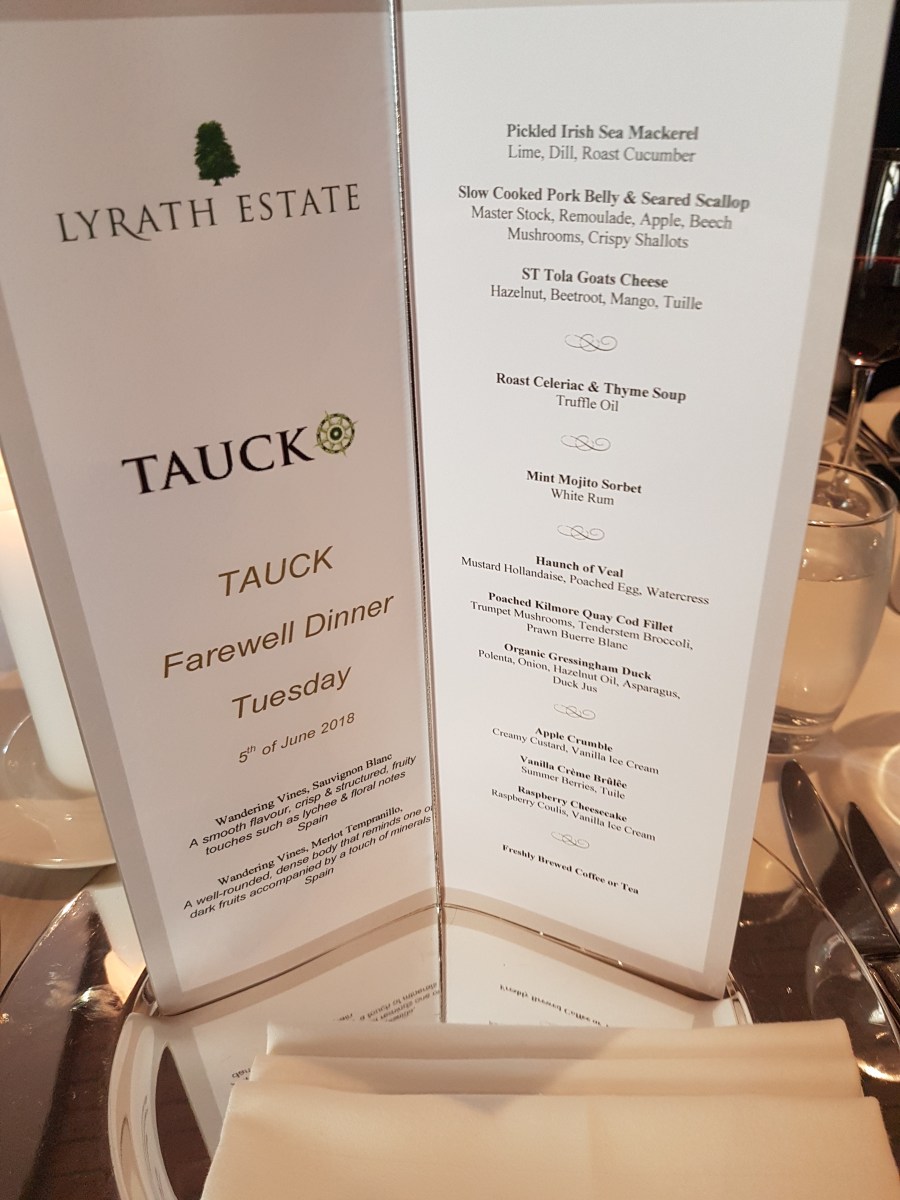 LYRATH ESTATE
TAUCK
TAUCK
Farewell Dinner
Tuesday
5th of June 2018
Wandering Vines, Sauvignon Blanc
A smooth flavour, crisp & structured, fruity
touches such as lychee & floral notes
Spain
Wandering Vines, Merlot Tempranillo,
A well-rounded, dense body that reminds one of
dark fruits accompanied by a touch of minerals
Spain
Pickled Irish Sea Mackerel
Lime, Dill, Roast Cucumber
Slow Cooked Pork Belly & Seared Scallop
Master Stock, Remoulade, Apple, Beech
Mushrooms, Crispy Shallots
ST Tola Goats Cheese
Hazelnut, Beetroot, Mango, Tuille
Roast Celeriac & Thyme Soup
Truffle Oil
Mint Mojito Sorbet
White Rum
Haunch of Veal
Mustard Hollandaise, Poached Egg, Watercress
Poached Kilmore Quay Cod Fillet
Trumpet Mushrooms, Tenderstem Broccoli,
Prawn Buerre Blanc
Organic Gressingham Duck
Polenta, Onion, Hazelnut Oil, Asparagus,
Duck Jus
Apple Crumble
Creamy Custard, Vanilla Ice Cream
Vanilla Crème Brûlêe
Summer Berries, Tuile
Raspberry Cheesecake
Raspberry Coulis, Vanilla Ice Cream
Freshly Brewed Coffee or Tea